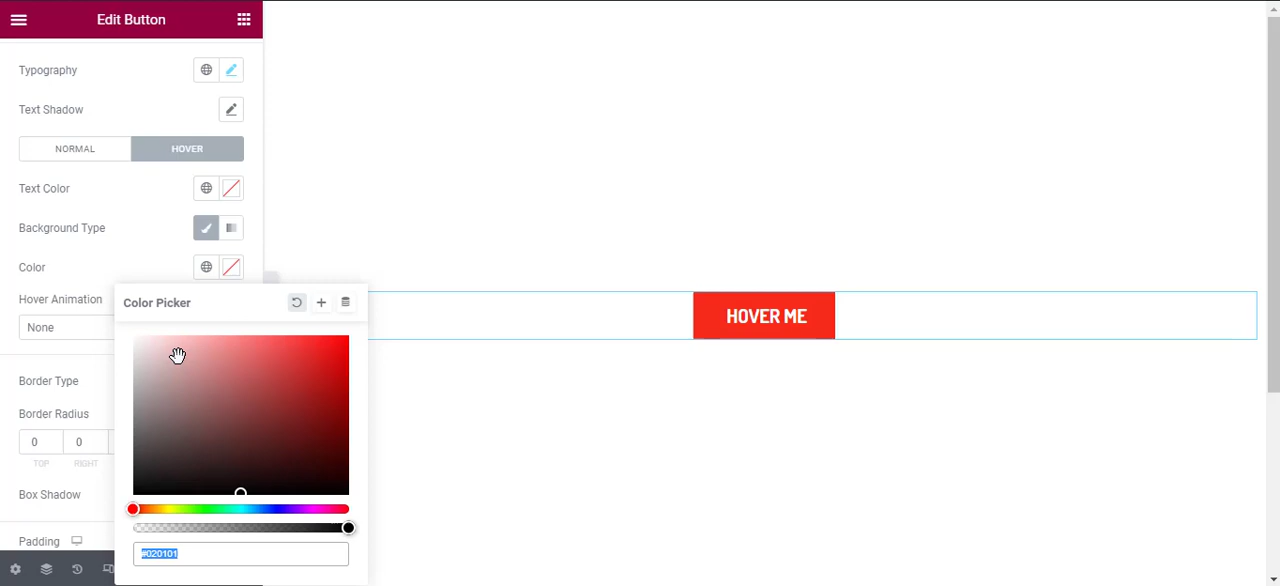 Edit Button
Typography
Text Shadow
NORMAL HOVER
Text Color
Background Type
Color
Hover Animation
None
Color Picker
HOVER ME
Border Type
Border Radius
0 0
TOP RIGHT
Box Shadow
Padding
#020101